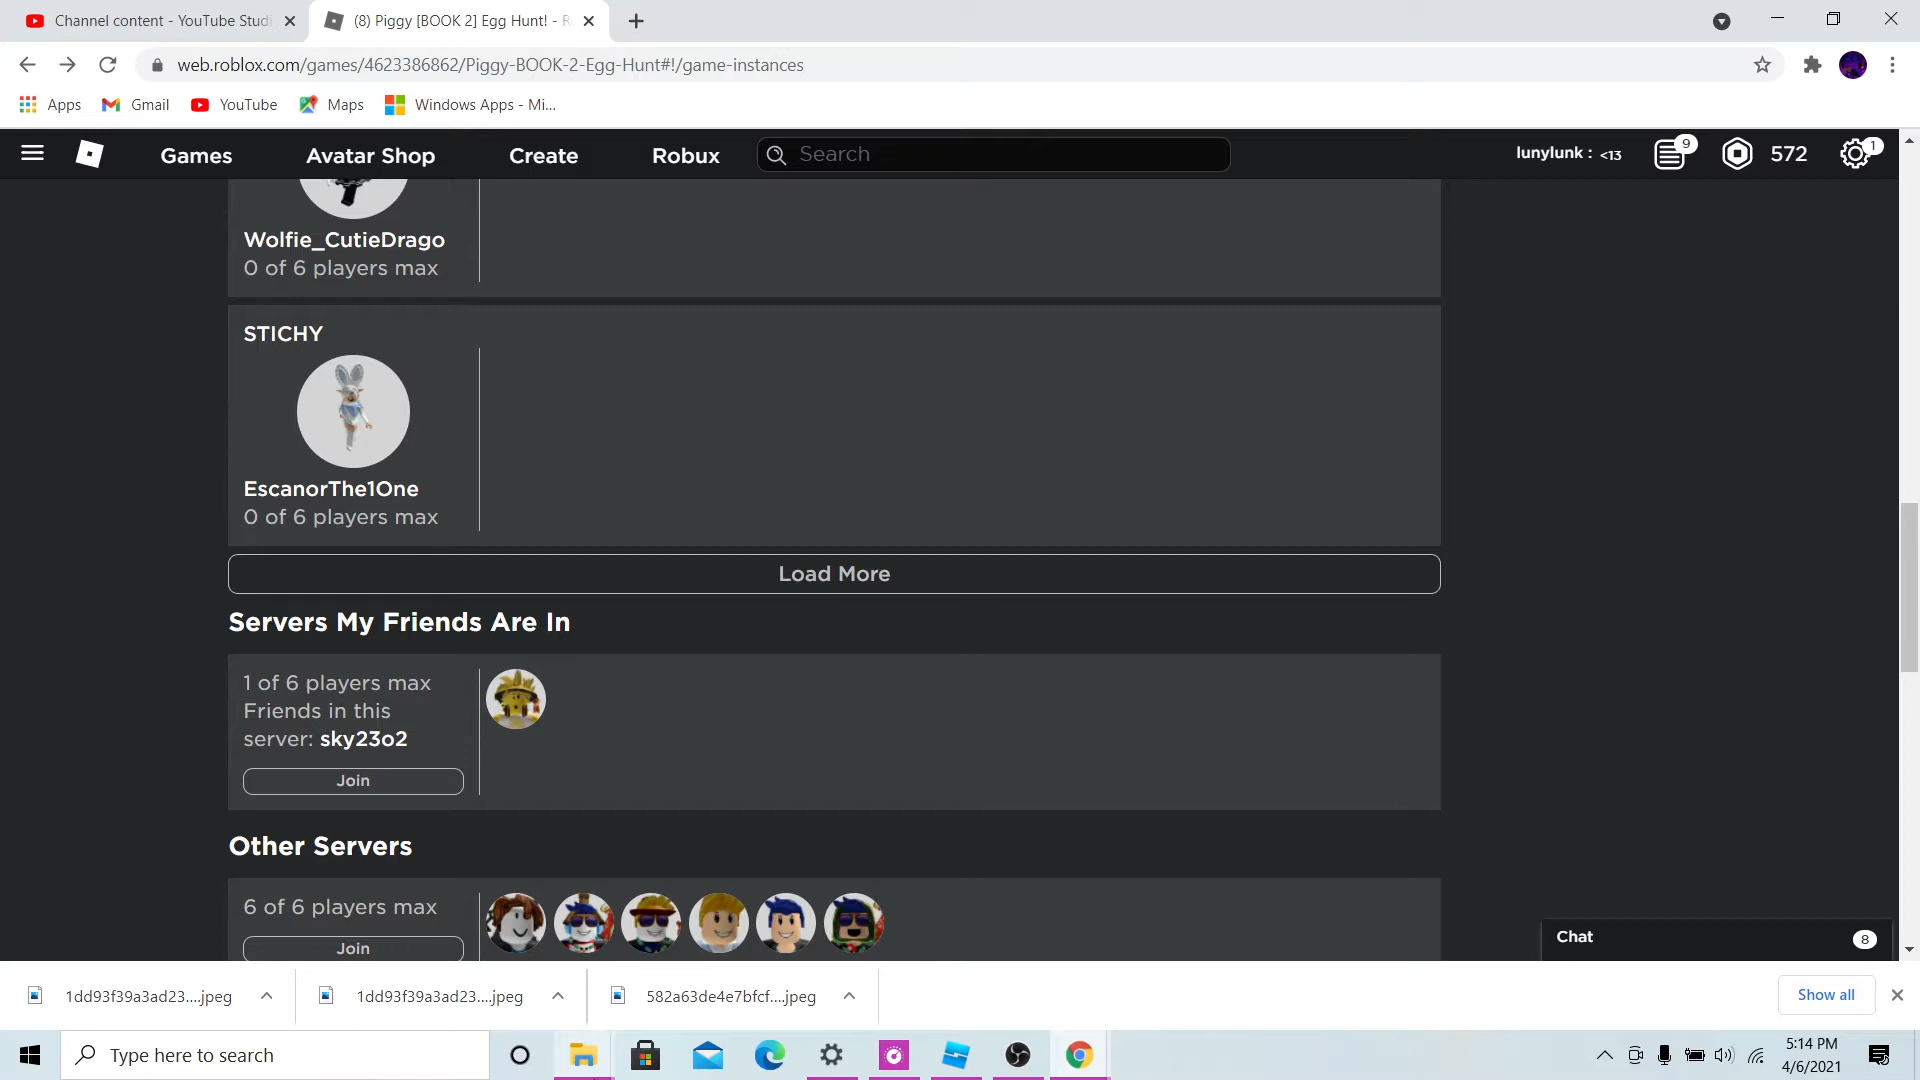 Channel content - YouTube Studi
(8) Piggy [BOOK 2] Egg Hunt! - R
web.roblox.com/games/4623386862/Piggy-BOOK-2-Egg-Hunt#!/game-instances
Apps
Gmail
YouTube
Maps
Windows Apps - Mi...
Games
Avatar Shop
Create
Robux
Search
lunylunk : <13
9
572
1
Wolfie_CutieDrago
0 of 6 players max
STICHY
EscanorThe1One
0 of 6 players max
Load More
Servers My Friends Are In
1 of 6 players max
Friends in this
server: sky23o2
Join
Other Servers
6 of 6 players max
Join
Chat
8
1dd93f39a3ad23....jpeg
1dd93f39a3ad23....jpeg
582a63de4e7bfcf....jpeg
Show all
Type here to search
5:14 PM
4/6/2021